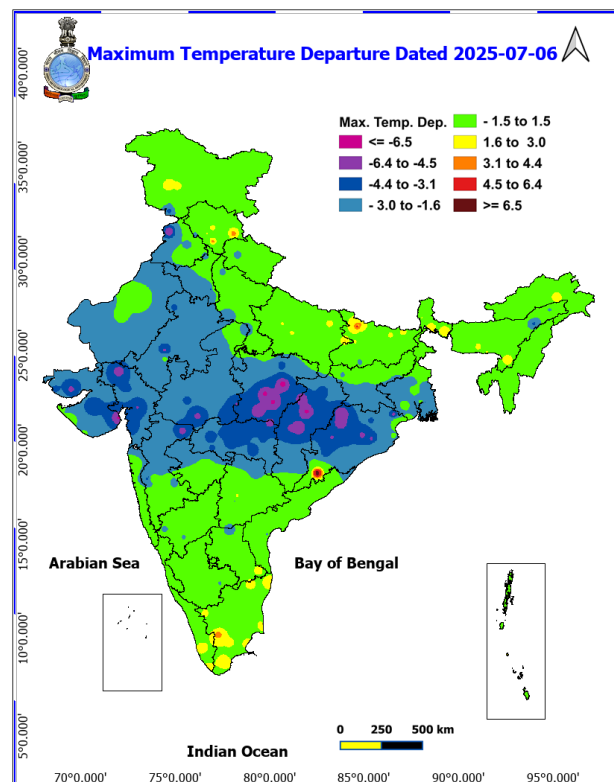 Maximum Temperature Departure Dated 2025-07-06
Max. Temp. Dep.
<= -6.5
-6.4 to -4.5
-4.4 to -3.1
- 3.0 to -1.6
- 1.5 to 1.5
1.6 to 3.0
3.1 to 4.4
4.5 to 6.4
>= 6.5
40°0.000'
35°0.000'
30°0.000'
25°0.000'
20°0.000'
15°0.000'
10°0.000'
5°0.000'
Arabian Sea
Bay of Bengal
Indian Ocean
0 250 500 km
70°0.000' 75°0.000' 80°0.000' 85°0.000' 90°0.000' 95°0.000'